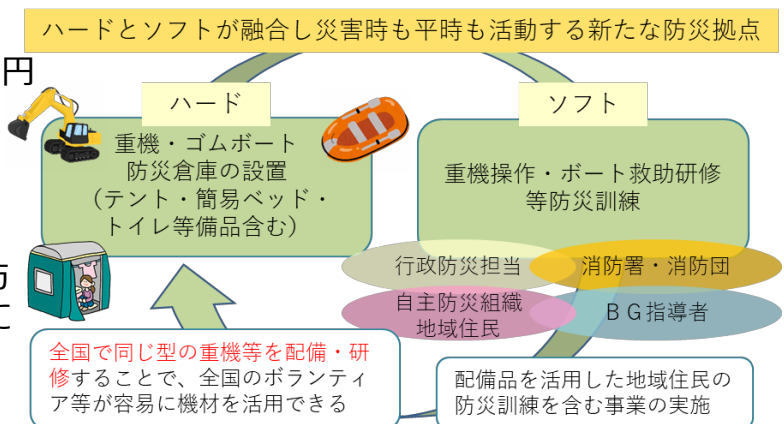 ハードとソフトが融合し災害時も平時も活動する新たな防災拠点
円
ハード
重機・ゴムボート
防災倉庫の設置
（テント・簡易ベッド・
トイレ等備品含む）
ソフト
重機操作・ボート救助研修
等防災訓練
行政防災担当
消防署・消防団
自主防災組織
地域住民
ＢＧ指導者
に
全国で同じ型の重機等を配備・研
修することで、全国のボランティ
ア等が容易に機材を活用できる
配備品を活用した地域住民の
防災訓練を含む事業の実施